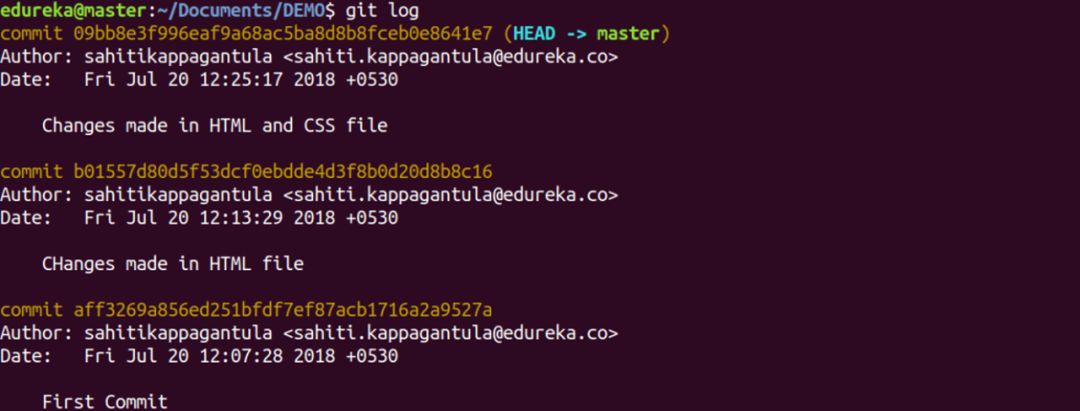 edureka@master:~/Documents/DEMO$ git log
commit 09bb8e3f996eaf9a68ac5ba8d8b8fceb0e8641e7 (HEAD -> master)
Author: sahitikappagantula <sahiti.kappagantula@edureka.co>
Date:   Fri Jul 20 12:25:17 2018 +0530
    Changes made in HTML and CSS file
commit b01557d80d5f53dcf0ebdde4d3f8b0d20d8b8c16
Author: sahitikappagantula <sahiti.kappagantula@edureka.co>
Date:   Fri Jul 20 12:13:29 2018 +0530
    CHanges made in HTML file
commit aff3269a856ed251bfdf7ef87acb1716a2a9527a
Author: sahitikappagantula <sahiti.kappagantula@edureka.co>
Date:   Fri Jul 20 12:07:28 2018 +0530
    First Commit